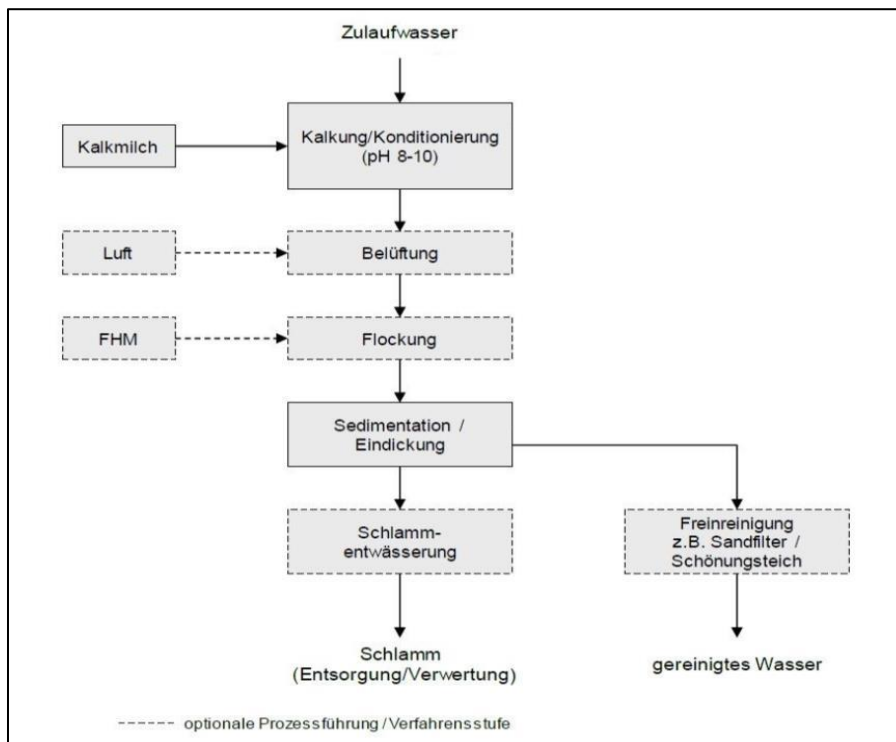 Zulaufwasser
Kalkmilch
Kalkung/Konditionierung
(pH 8-10)
Luft
Belüftung
FHM
Flockung
Sedimentation /
Eindickung
Schlamm-
entwässerung
Freinreinigung
z.B. Sandfilter /
Schönungsteich
Schlamm
(Entsorgung/Verwertung)
gereinigtes Wasser
optionale Prozessführung / Verfahrensstufe